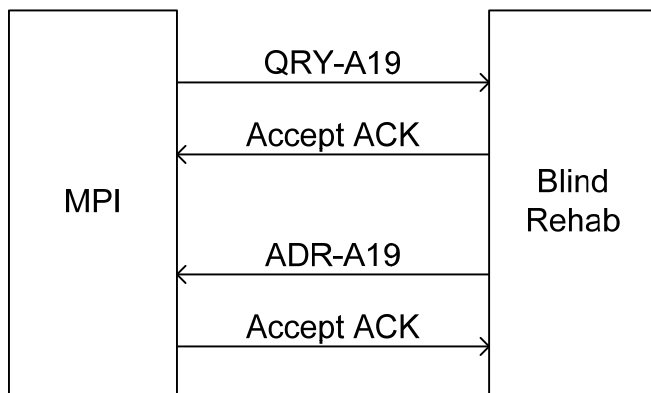 QRY-A19
Accept ACK
MPI
Blind
Rehab
ADR-A19
Accept ACK